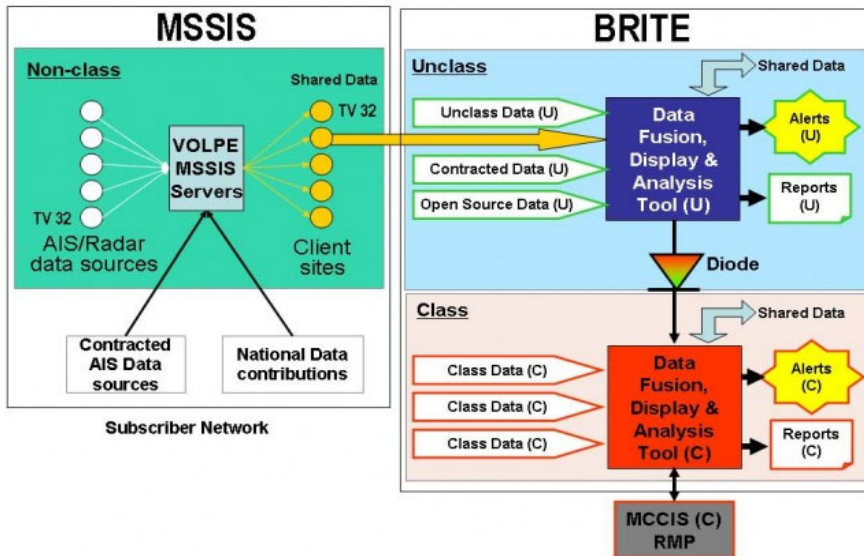 MSSIS
Non-class
Shared Data
TV 32
VOLPE
MSSIS
Servers
TV 32
AIS/Radar
data sources
Client
sites
Contracted
AIS Data
sources
National Data
contributions
Subscriber Network
BRITE
Unclass
Shared Data
Unclass Data (U)
Contracted Data (U)
Open Source Data (U)
Data
Fusion,
Display &
Analysis
Tool (U)
Alerts
(U)
Reports
(U)
Diode
Class
Shared Data
Class Data (C)
Class Data (C)
Class Data (C)
Data
Fusion,
Display &
Analysis
Tool (C)
Alerts
(C)
Reports
(C)
MCCIS (C)
RMP